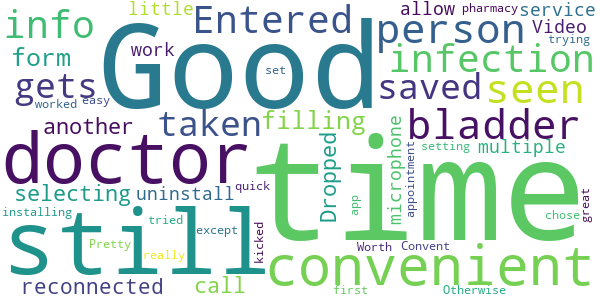 little Entered allow pharmacy service
info Good person Video trying
form work set infection
gets saved seen
worked easy
another taken filling bladder
doctor Dropped microphone appointment setting multiple
selecting uninstall quick time
installing still tried except kicked app chose great
Pretty really Worth Convent
reconnected call convenient
first Otherwise